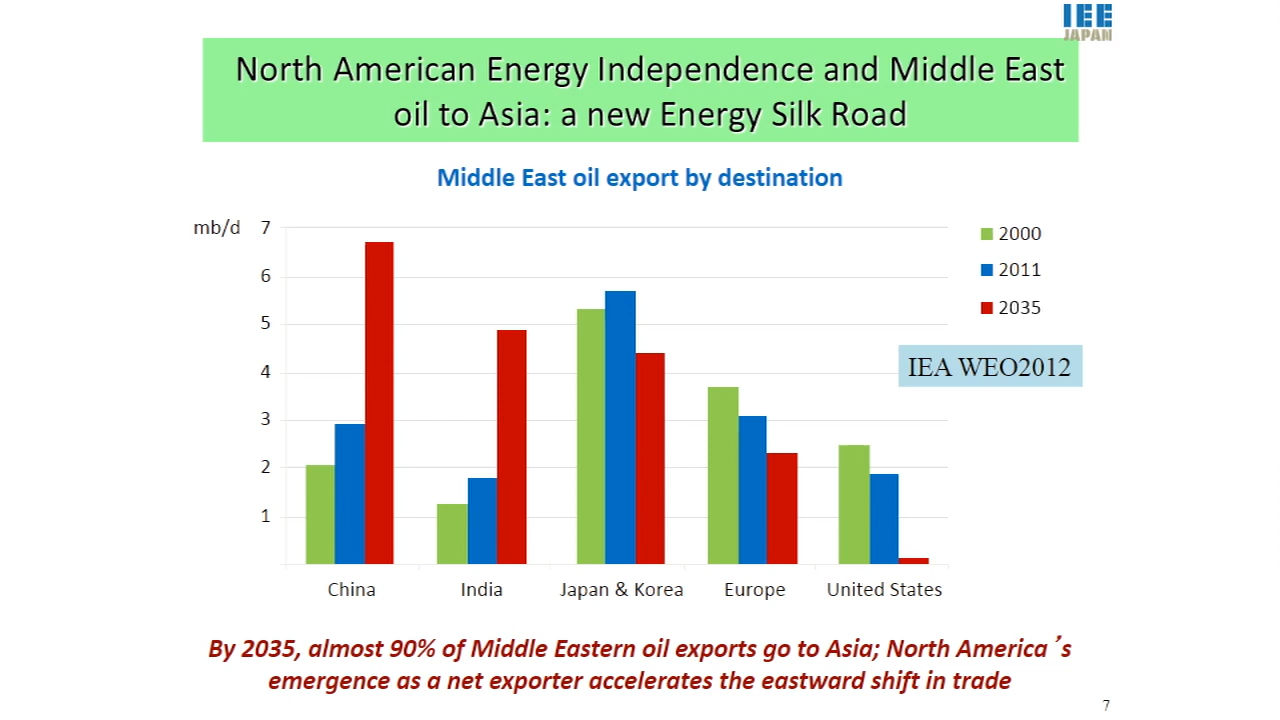 IEE
JAPAN
North American Energy Independence and Middle East
oil to Asia: a new Energy Silk Road
Middle East oil export by destination
mb/d
7
6
5
4
3
2
1
2000
2011
2035
IEA WEO2012
China
India
Japan & Korea
Europe
United States
By 2035, almost 90% of Middle Eastern oil exports go to Asia; North America’s
emergence as a net exporter accelerates the eastward shift in trade
7